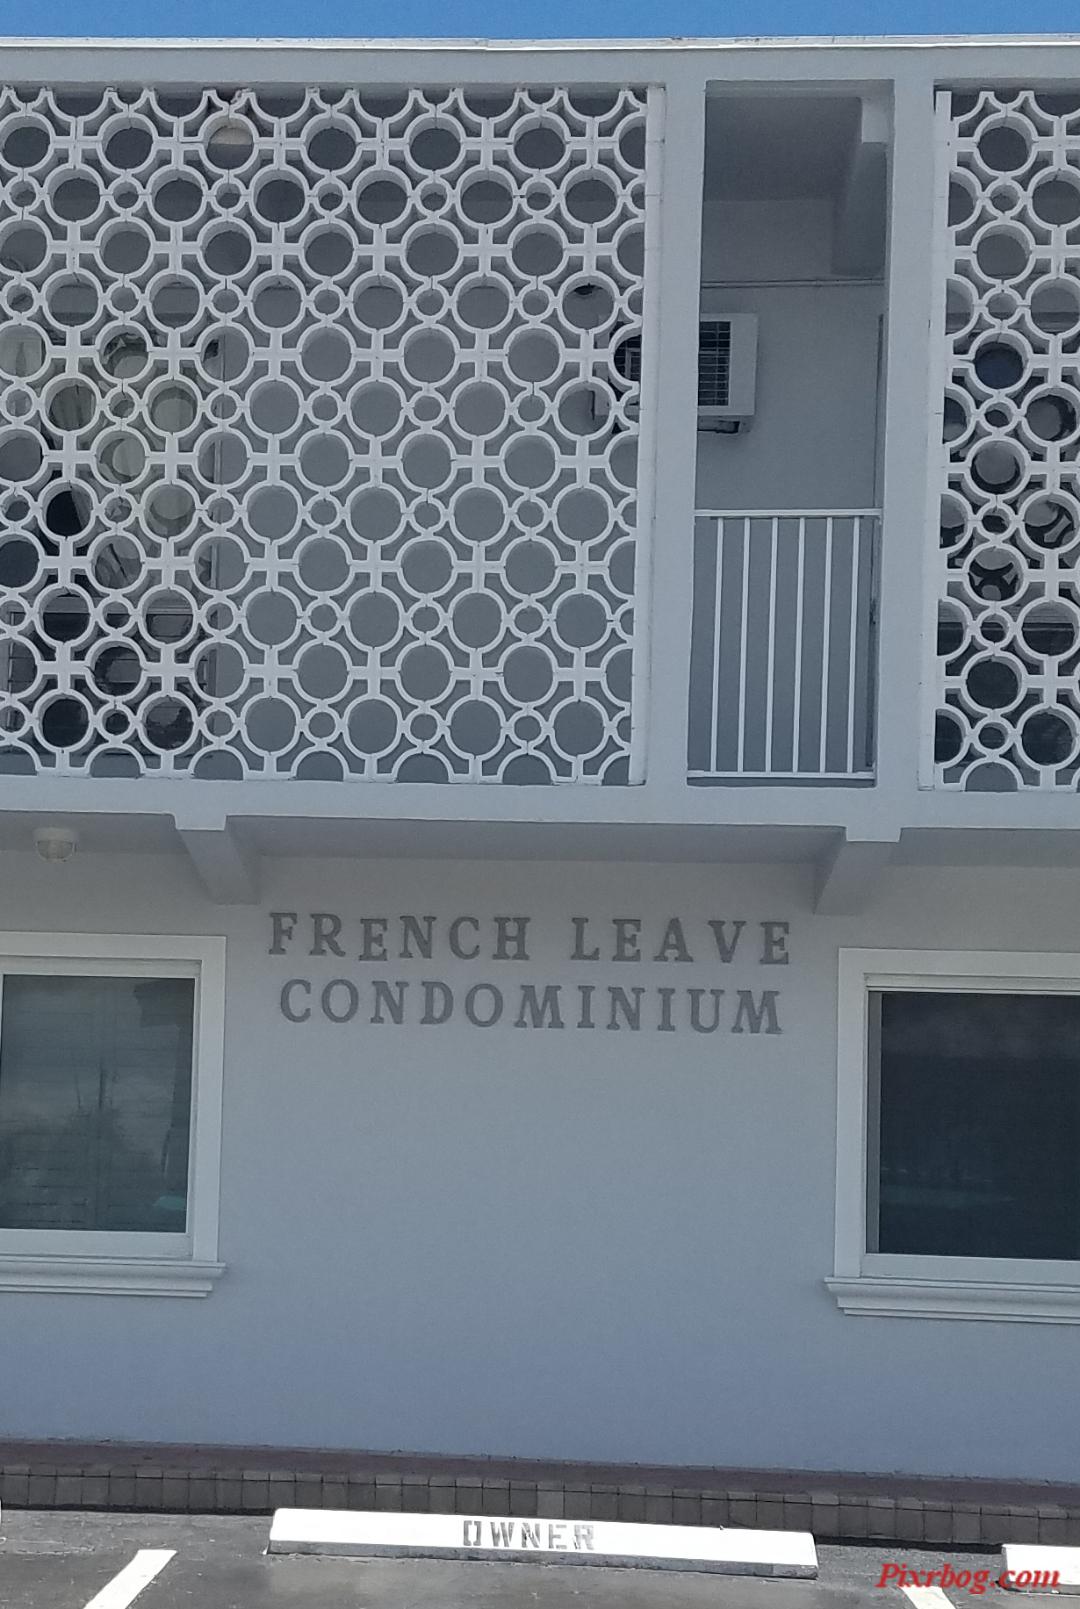 FRENCH LEAVE
CONDOMINIUM
OWNER
Pixrbog.com